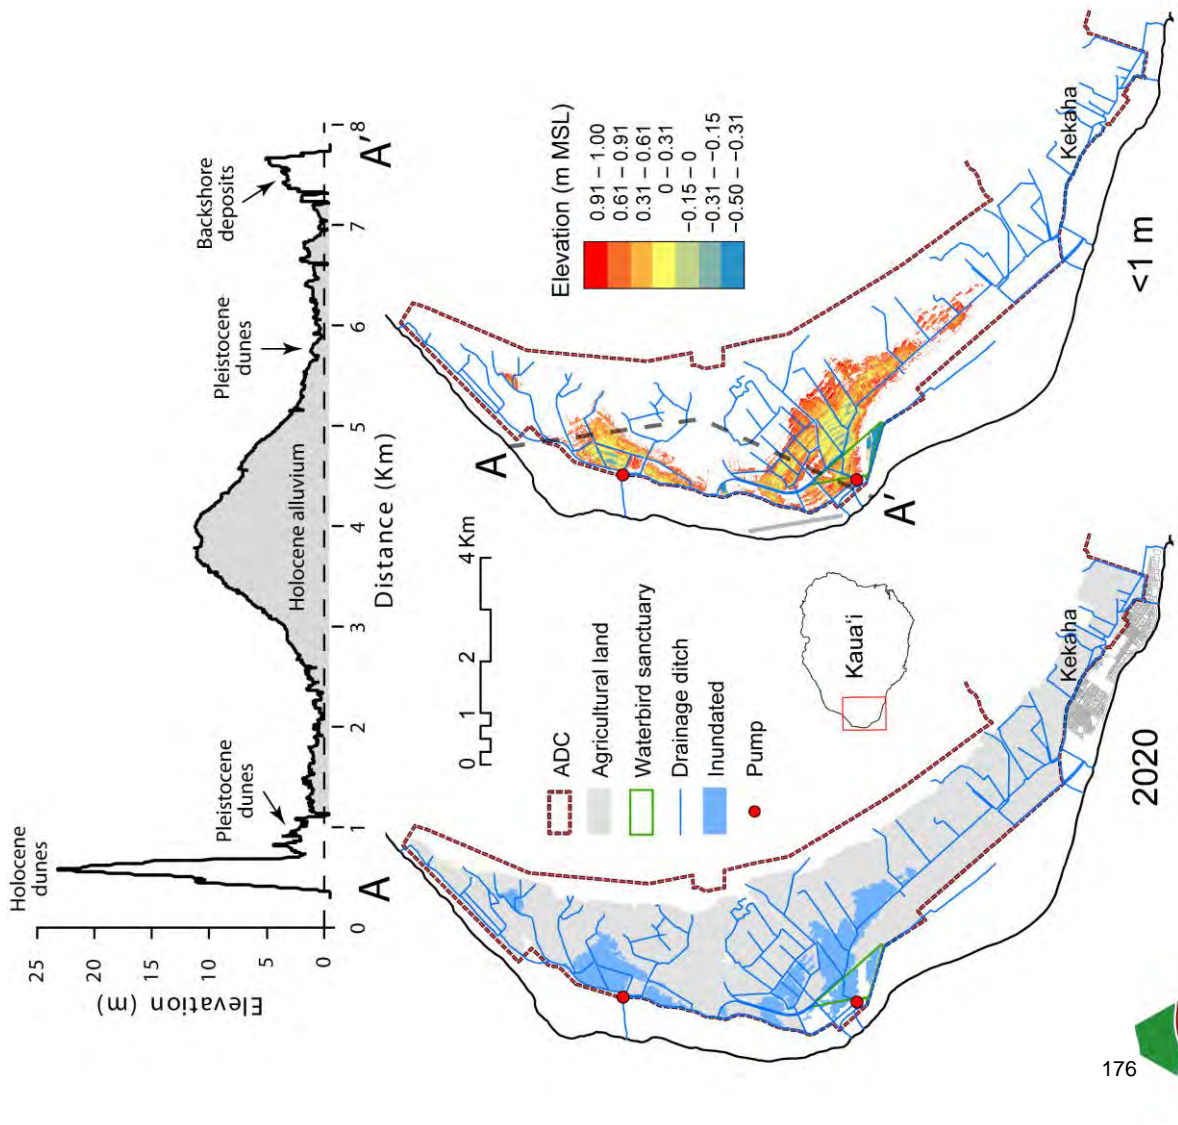 Holocene
dunes
Pleistocene
dunes
Holocene alluvium
Pleistocene
dunes
Backshore
deposits
A
A'
25
20
15
10
5
0
Elevation (m)
0
1
2
3
4
5
6
7
8
Distance (Km)
0
1
2
4 Km
ADC
Agricultural land
Waterbird sanctuary
Drainage ditch
Inundated
Pump
Kaua'i
Elevation (m MSL)
0.91 – 1.00
0.61 – 0.91
0.31 – 0.61
0 – 0.31
−0.15 – 0
−0.31 – −0.15
−0.50 – −0.31
A
A'
Kekaha
<1 m
Kekaha
2020
176